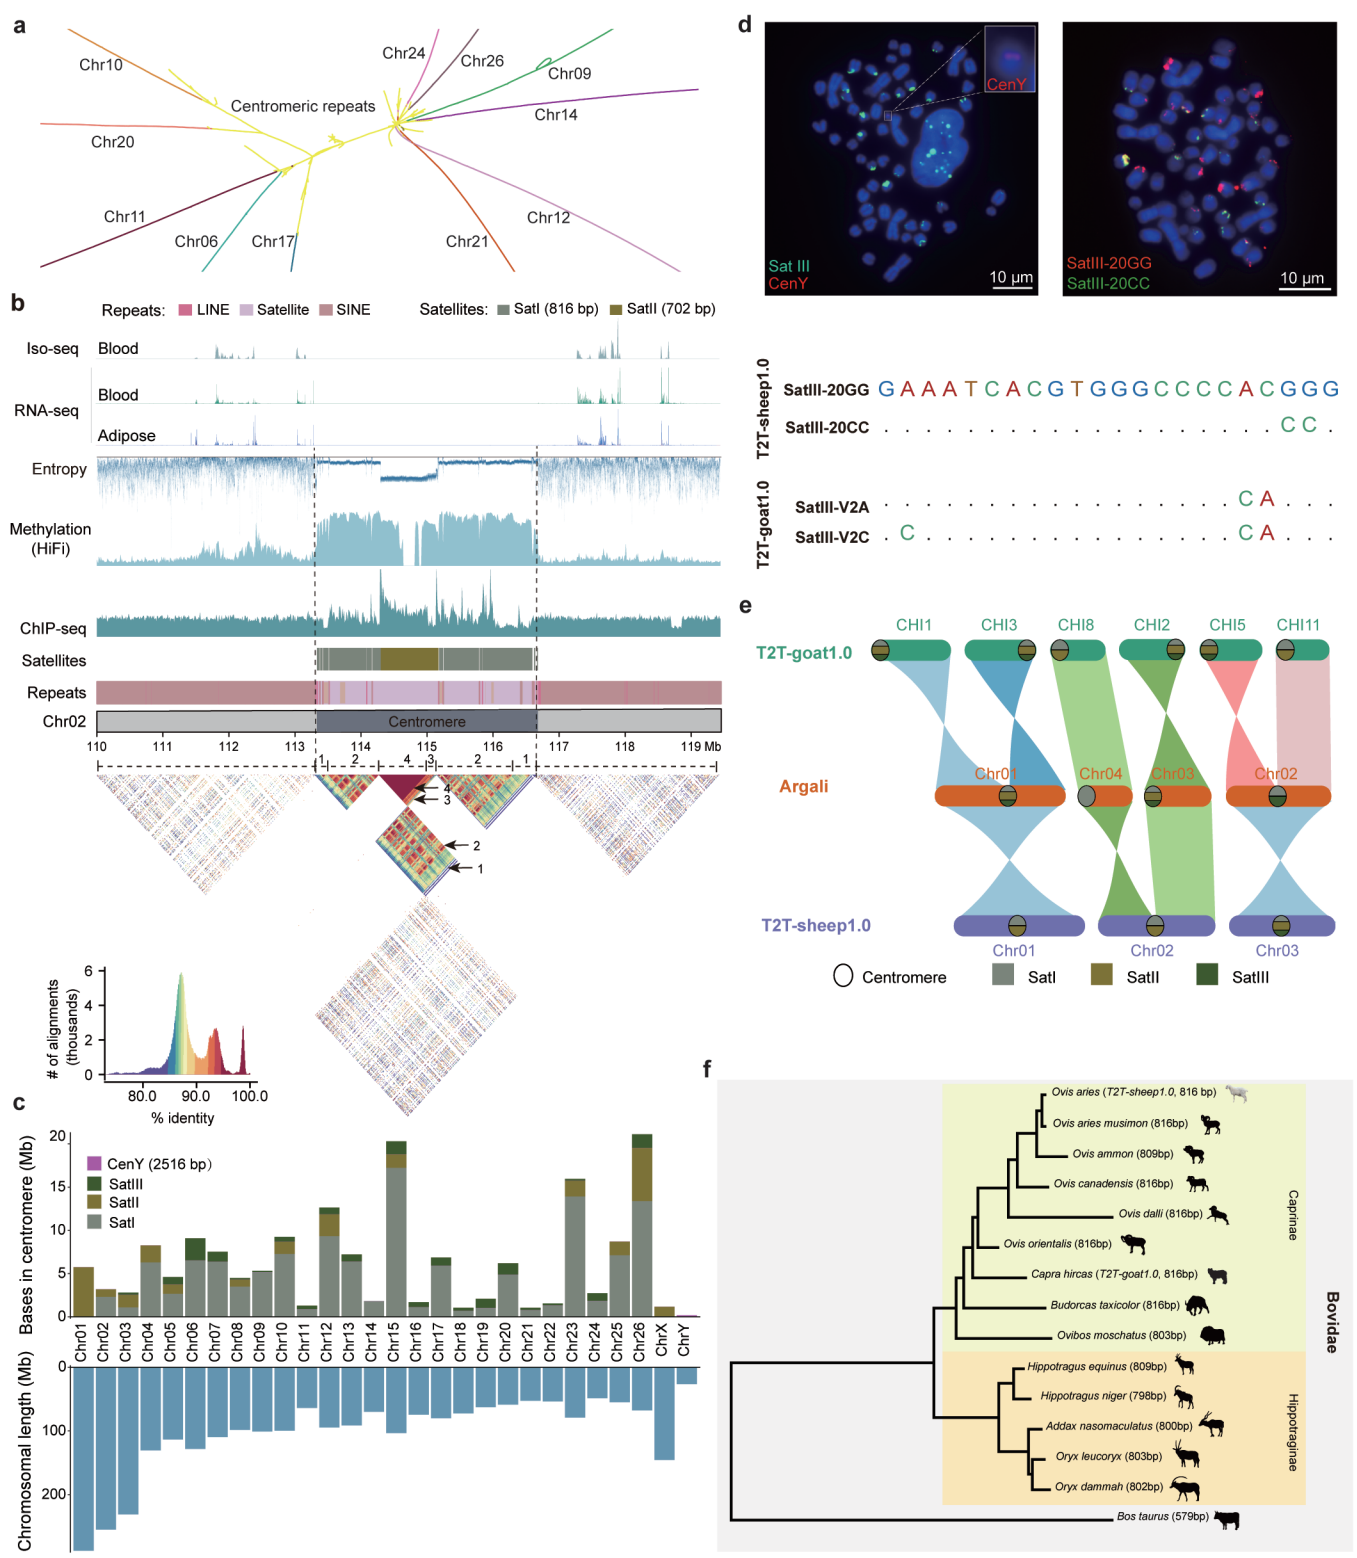 a
Chr10
Chr20
Chr11
Chr06
Chr17
Centromeric repeats
Chr24
Chr26
Chr09
Chr14
Chr12
Chr21
b
Repeats: LINE Satellite SINE Satellites: SatI (816 bp) SatII (702 bp)
Iso-seq Blood
RNA-seq
Blood
Adipose
Entropy
Methylation
(HiFi)
ChIP-seq
Satellites
Repeats
Chr02 Centromere
110 111 112 113 114 115 116 117 118 119 Mb
1 2 4 3 2 1
4
3
2
1
# of alignments
(thousands)
6
4
2
0
80.0 90.0 100.0
% identity
c
Bases in centromere (Mb)
20
15
10
5
0
CenY (2516 bp)
SatIII
SatII
SatI
Chr01 Chr02 Chr03 Chr04 Chr05 Chr06 Chr07 Chr08 Chr09 Chr10 Chr11 Chr12 Chr13 Chr14 Chr15 Chr16 Chr17 Chr18 Chr19 Chr20 Chr21 Chr22 Chr23 Chr24 Chr25 Chr26 ChrX ChrY
Chromosomal length (Mb)
0
100
200
d
CenY
Sat III
CenY
10 μm
SatIII-20GG
SatIII-20CC
10 μm
T2T-sheep1.0
SatIII-20GG G A A A T C A C G T G G G C C C C A C G G G
SatIII-20CC . . . . . . . . . . . . . . . . . . . C C .
T2T-goat1.0
SatIII-V2A . . . . . . . . . . . . . . . . . C A . . .
SatIII-V2C . C . . . . . . . . . . . . . . . C A . . .
e
CHI1 CHI3 CHI8 CHI2 CHI5 CHI11
T2T-goat1.0
Chr01 Chr04 Chr03 Chr02
Argali
T2T-sheep1.0
Chr01 Chr02 Chr03
Centromere SatI SatII SatIII
f
Ovis aries (T2T-sheep1.0, 816 bp)
Ovis aries musimon (816bp)
Ovis ammon (809bp)
Ovis canadensis (816bp)
Ovis dalli (816bp)
Ovis orientalis (816bp)
Capra hircas (T2T-goat1.0, 816bp)
Budorcas taxicolor (816bp)
Ovibos moschatus (803bp)
Hippotragus equinus (809bp)
Hippotragus niger (798bp)
Addax nasomaculatus (800bp)
Oryx leucoryx (803bp)
Oryx dammah (802bp)
Bos taurus (579bp)
Caprinae
Hippotraginae
Bovidae